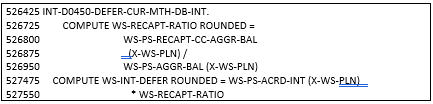 526425 INT-D0450-DEFER-CUR-MTH-DB-INT.
526725 COMPUTE WS-RECAPT-RATIO ROUNDED =
526800 WS-PS-RECAPT-CC-AGGR-BAL
526875 (X-WS-PLN) /
526950 WS-PS-AGGR-BAL (X-WS-PLN)
527475 COMPUTE WS-INT-DEFER ROUNDED = WS-PS-ACRD-INT (X-WS-PLN)
527550 * WS-RECAPT-RATIO